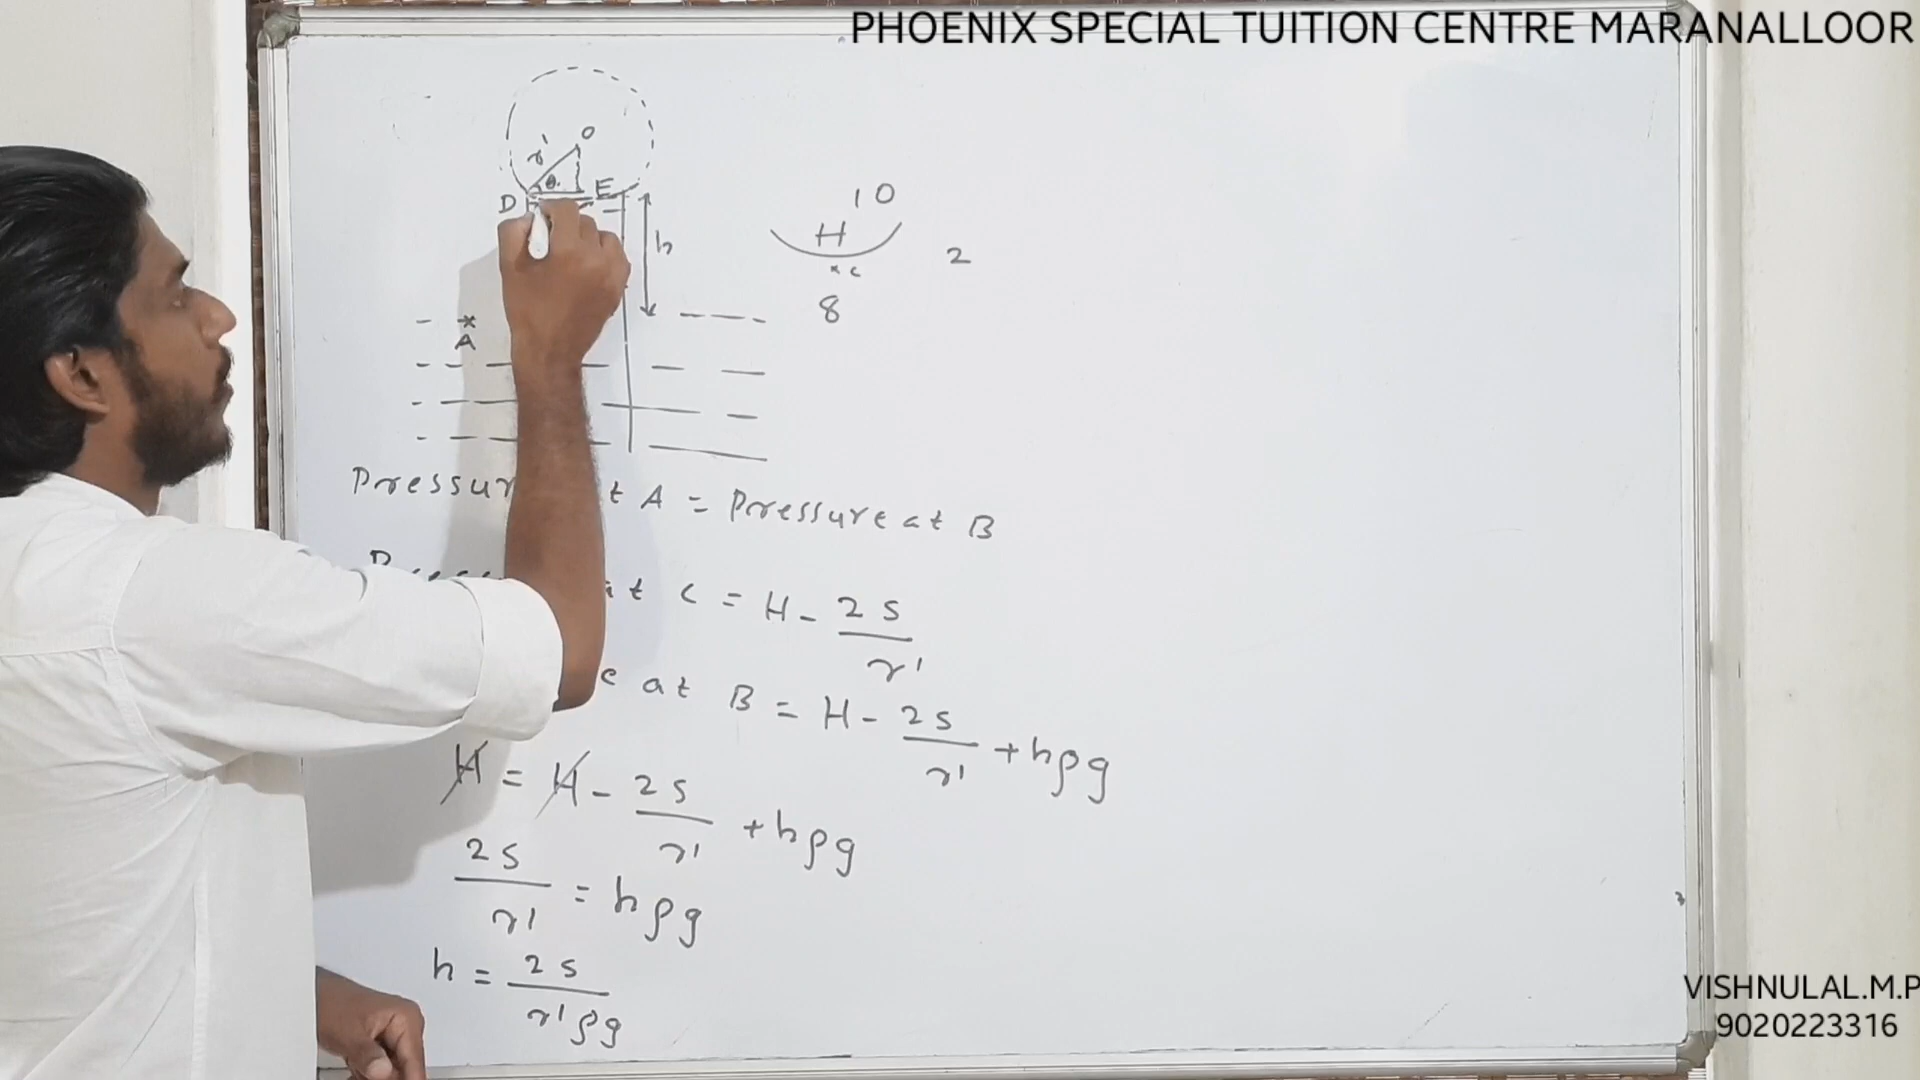 PHOENIX SPECIAL TUITION CENTRE MARANALLOOR
O
r'
θ
D E
h
A
10
H
× c
2
8
t A = Pressure at B
at C = H - 2S/r'
at B = H - 2S/r' + hρg
H = H - 2S/r' + hρg
2S/r' = hρg
h = 2S/r'ρg
VISHNULAL.M.P
9020223316